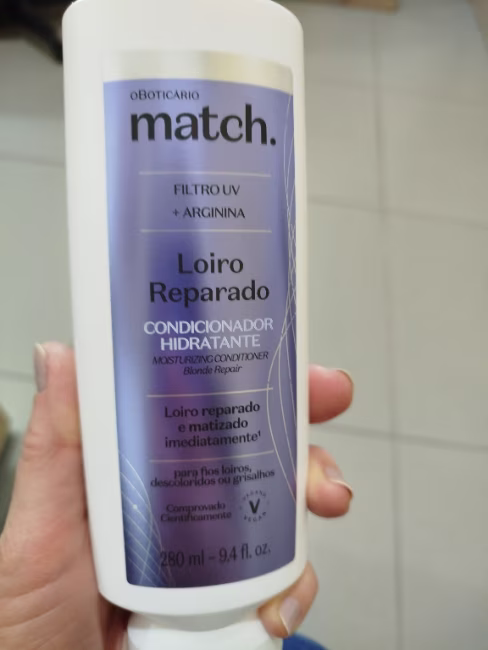 oBOTICÁRIO
match.
FILTRO UV
+ ARGININA
Loiro
Reparado
CONDICIONADOR
HIDRATANTE
MOISTURIZING CONDITIONER
Blonde Repair
Loiro reparado
e matizado
imediatamente¹
para fios loiros,
descoloridos ou grisalhos
Comprovado
Cientificamente
V
VEGAN
280 ml - 9.4 fl. oz.